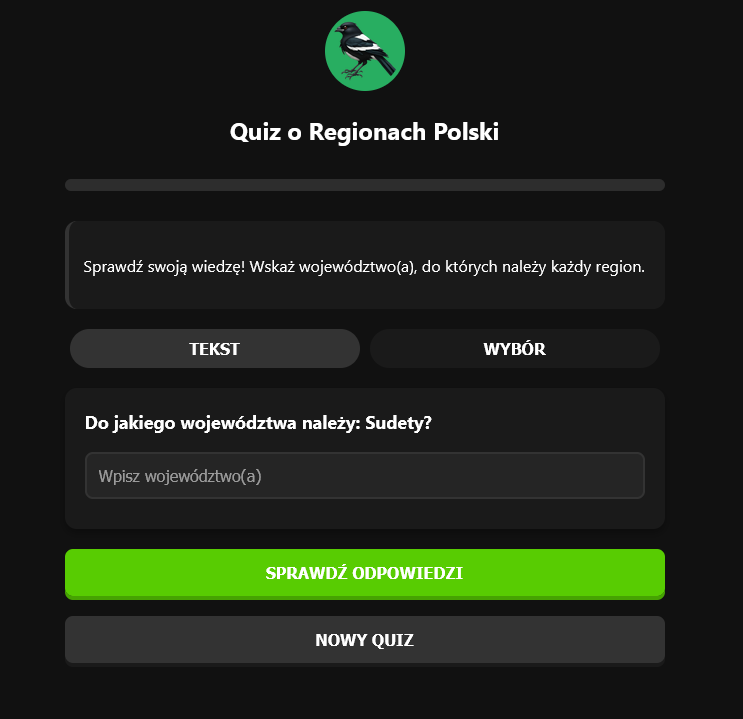 Quiz o Regionach Polski
Sprawdź swoją wiedzę! Wskaż województwo(a), do których należy każdy region.
TEKST
WYBÓR
Do jakiego województwa należy: Sudety?
Wpisz województwo(a)
SPRAWDŹ ODPOWIEDZI
NOWY QUIZ